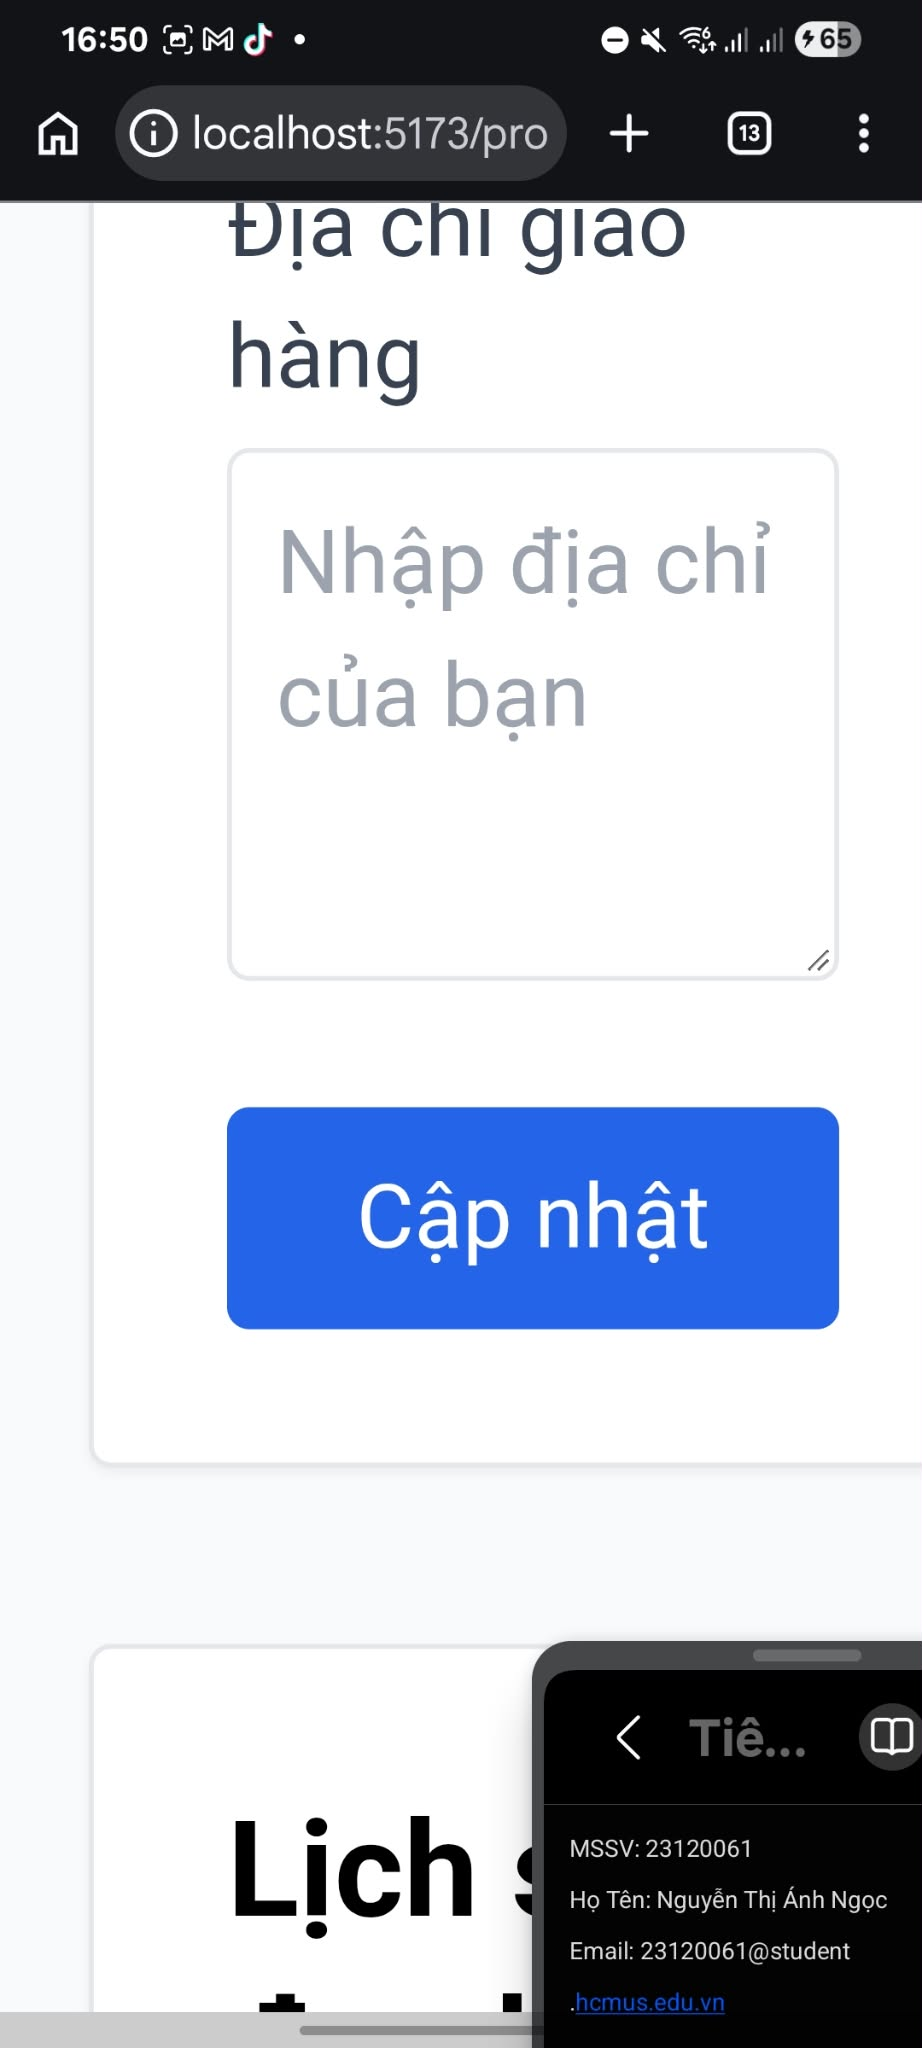 16:50
65
localhost:5173/pro
13
Địa chỉ giao
hàng
Nhập địa chỉ
của bạn
Cập nhật
Tiê...
Lịch
MSSV: 23120061
Họ Tên: Nguyễn Thị Ánh Ngọc
Email: 23120061@student
.hcmus.edu.vn